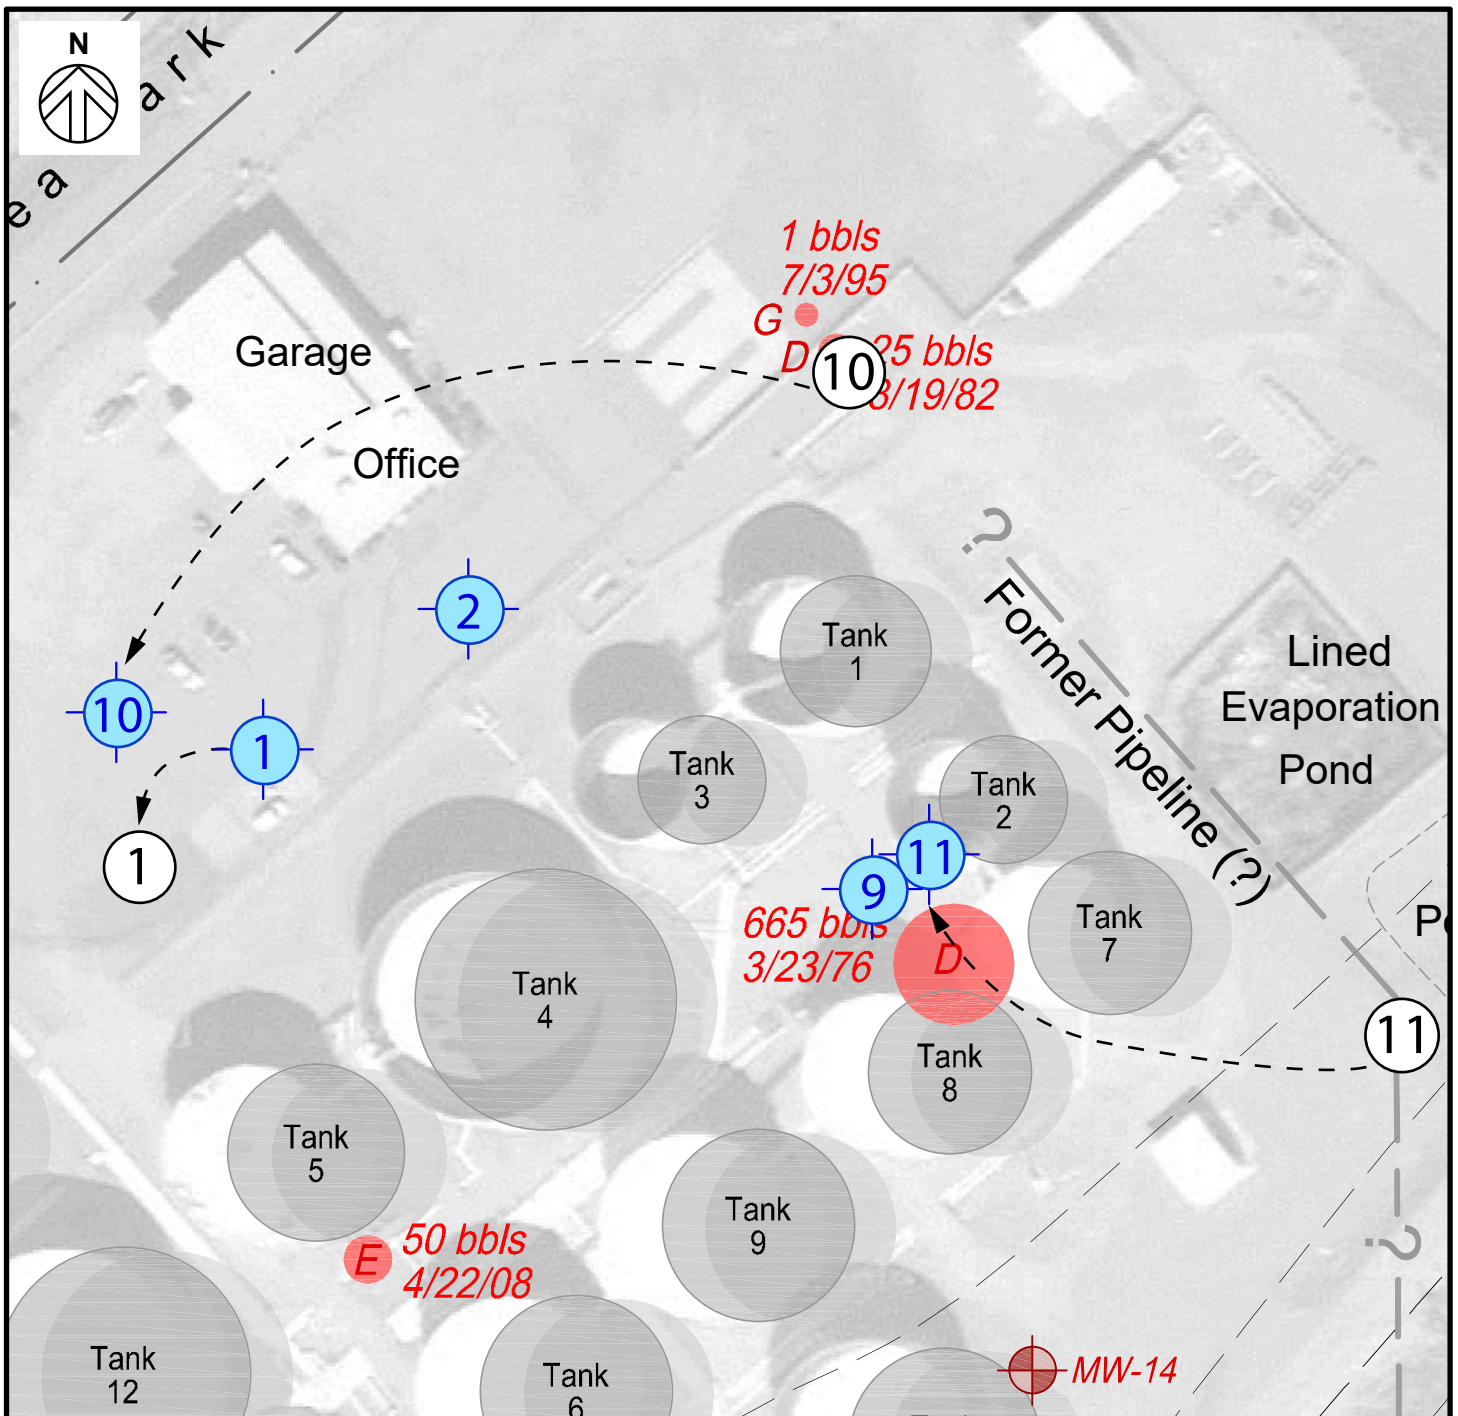 N
ark
ea
1 bbls
7/3/95
G
D
25 bbls
8/19/82
10
Garage
Office
?
2
Former Pipeline (?)
Tank
1
Lined
Evaporation
Pond
10
1
Tank
3
Tank
2
1
11
9
665 bbls
3/23/76
D
Tank
7
Tank
4
11
Tank
8
Tank
5
Tank
9
50 bbls
4/22/08
E
?
Tank
12
Tank
6
MW-14